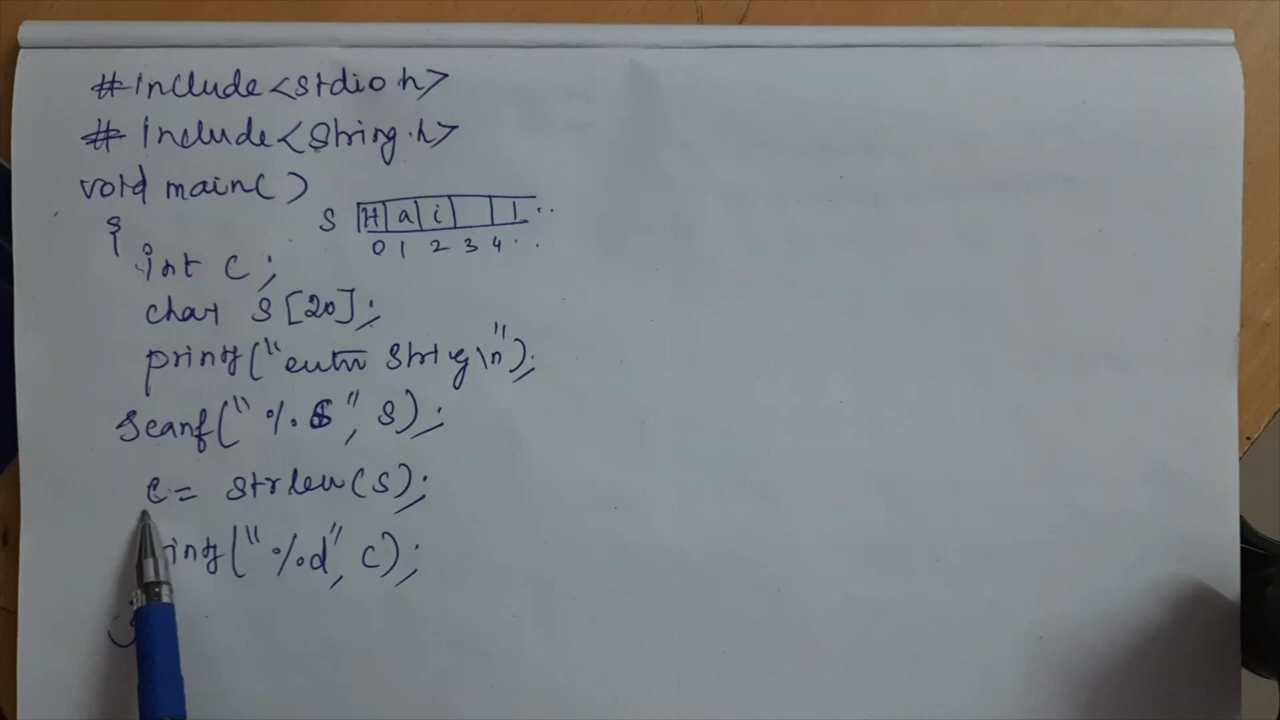 #include<stdio.h>
# include<string.h>
void main()
{
S H a i
0 1 2 3 4 . .
int c;
char s[20];
printf("enter string\n");
scanf("%s", s);
c= strlen(s);
printf("%d", c);